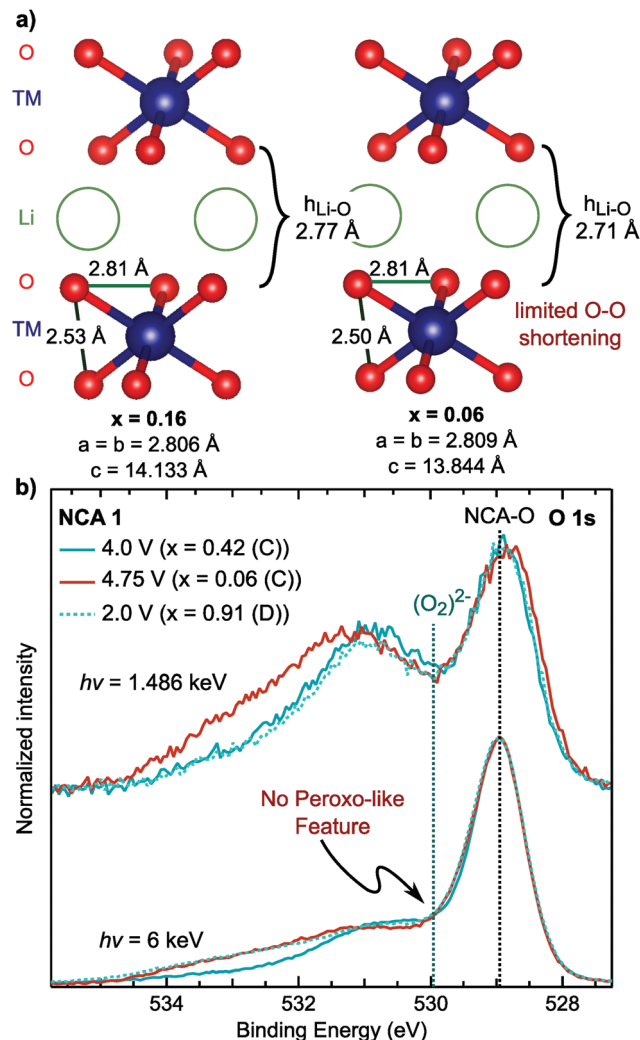 a)
O
TM
O
Li
O
TM
O
hLi-O
2.77 Å
2.81 Å
2.53 Å
x = 0.16
a = b = 2.806 Å
c = 14.133 Å
hLi-O
2.71 Å
2.81 Å
2.50 Å
limited O-O
shortening
x = 0.06
a = b = 2.809 Å
c = 13.844 Å
b)
NCA 1
NCA-O
O 1s
4.0 V (x = 0.42 (C))
4.75 V (x = 0.06 (C))
2.0 V (x = 0.91 (D))
(O₂)²⁻
hν = 1.486 keV
No Peroxo-like
Feature
hν = 6 keV
Normalized intensity
534
532
530
528
Binding Energy (eV)